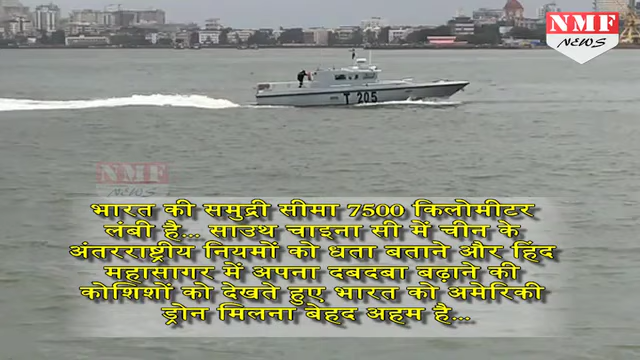 NMF
NEWS
T 205
NMF
NEWS
भारत की समुद्री सीमा 7500 किलोमीटर
लंबी है... साउथ चाइना सी में चीन के
अंतरराष्ट्रीय नियमों को धता बताने और हिंद
महासागर में अपना दबदबा बढ़ाने की
कोशिशों को देखते हुए भारत को अमेरिकी
ड्रोन मिलना बेहद अहम है...